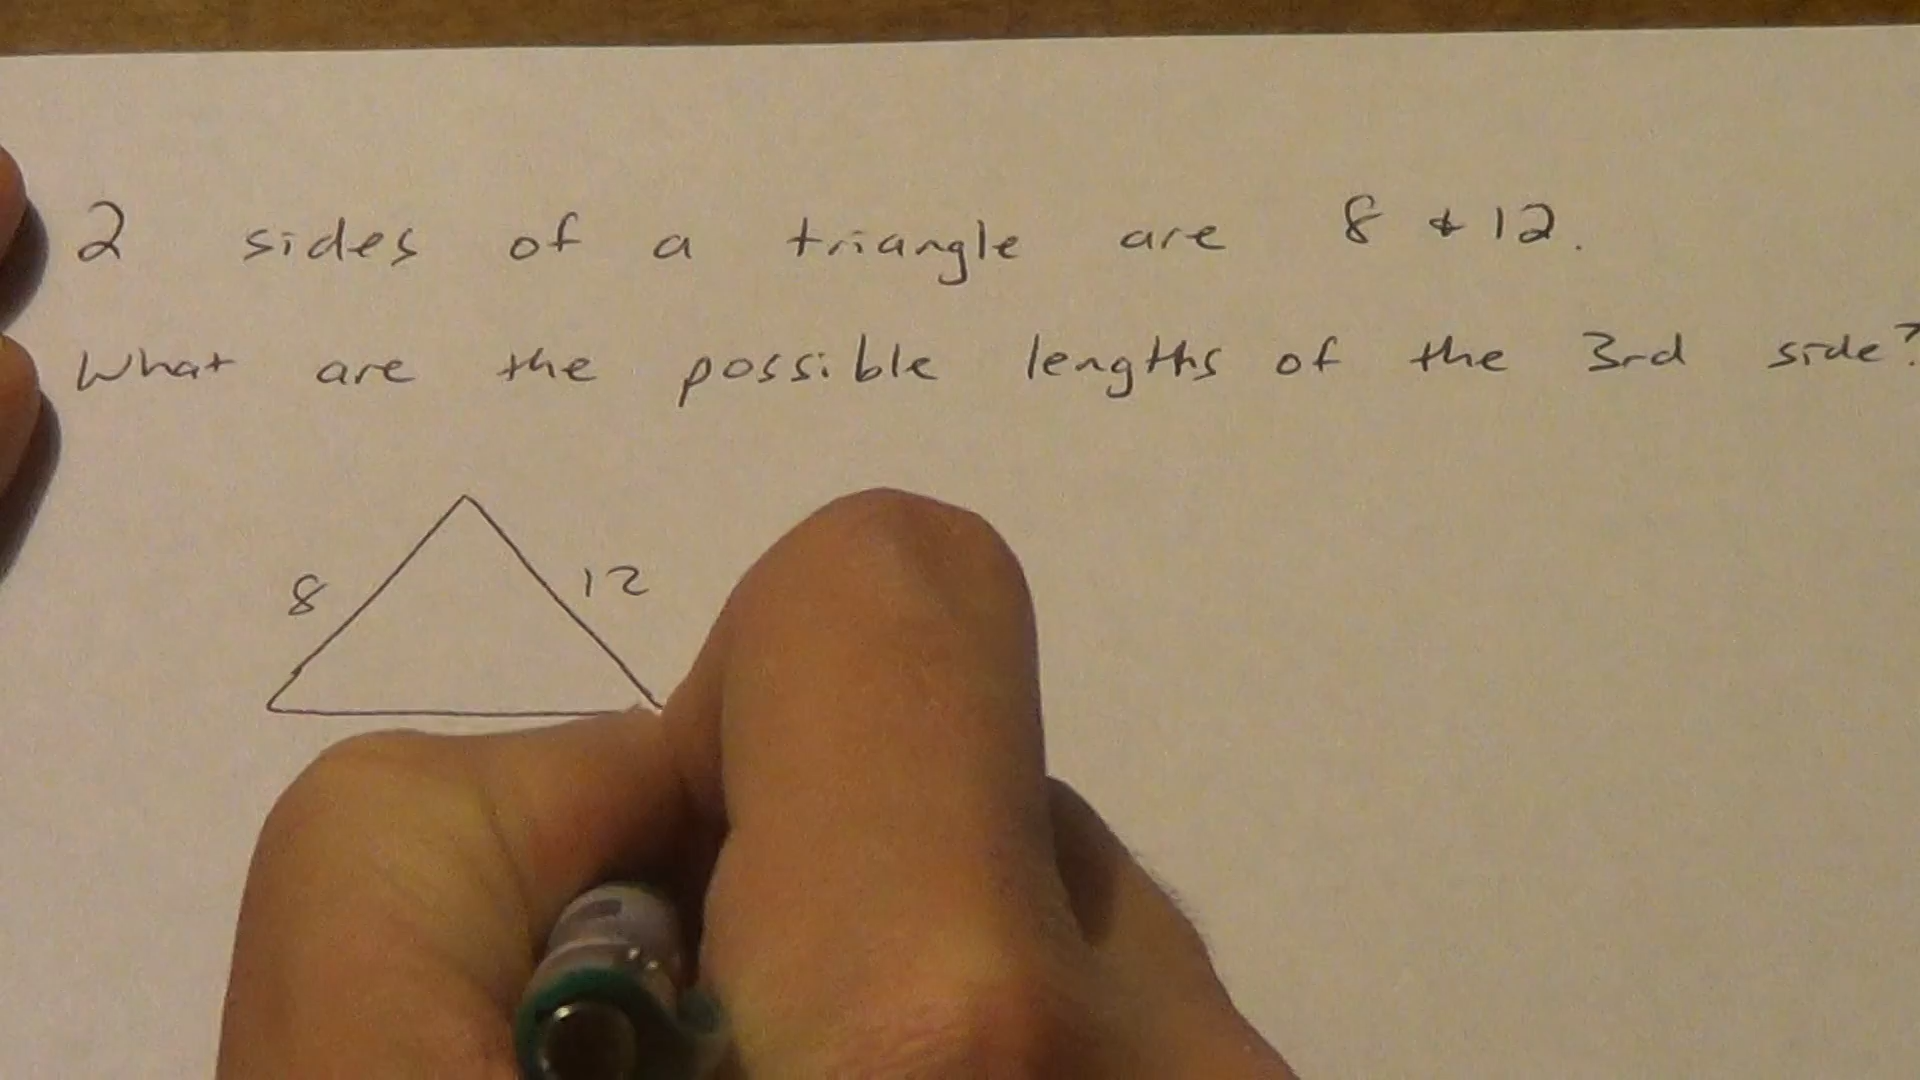 2 sides of a triangle are 8 & 12.
What are the possible lengths of the 3rd side?
8 12